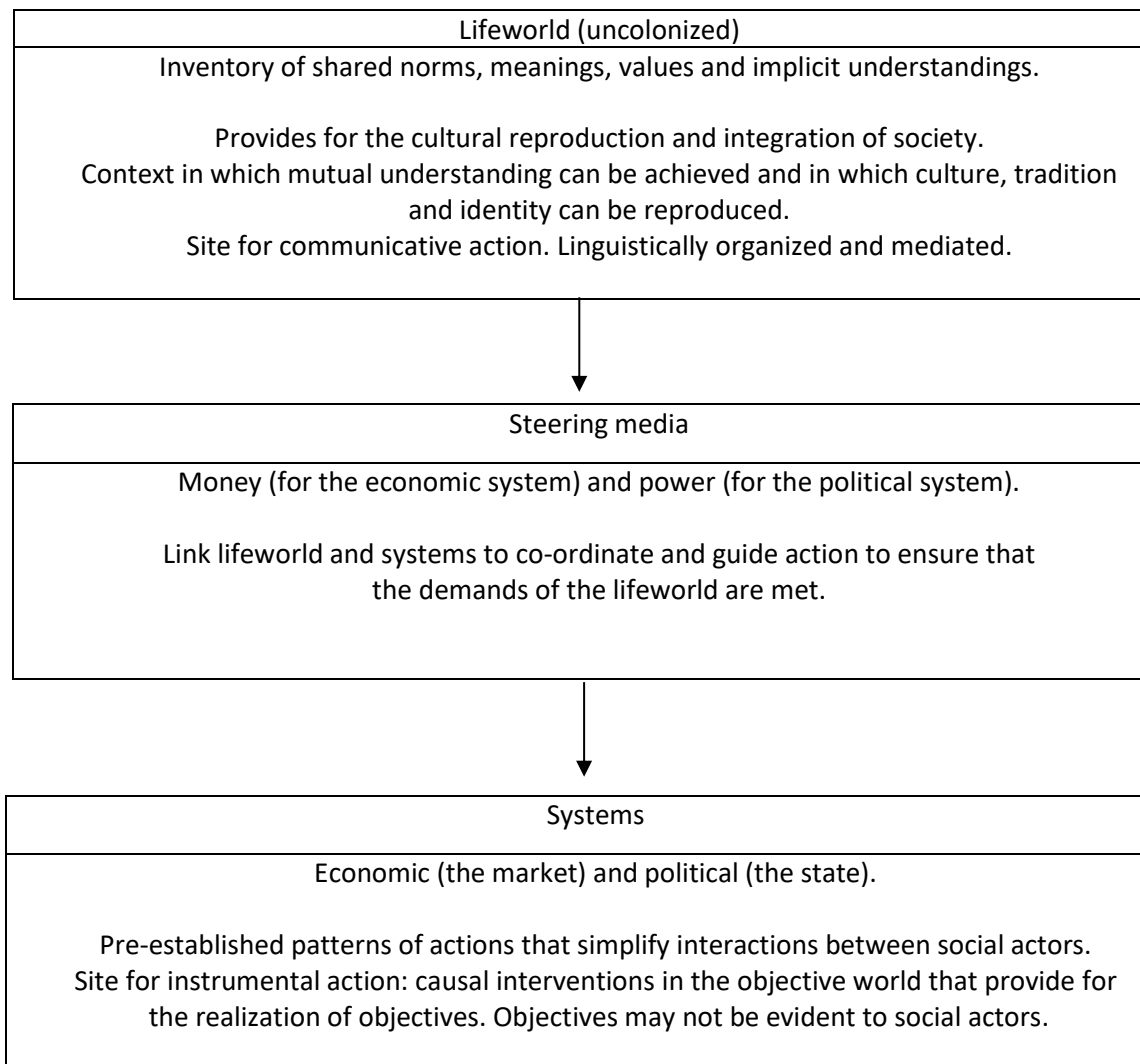 Lifeworld (uncolonized)
Inventory of shared norms, meanings, values and implicit understandings.
Provides for the cultural reproduction and integration of society.
Context in which mutual understanding can be achieved and in which culture, tradition
and identity can be reproduced.
Site for communicative action. Linguistically organized and mediated.
Steering media
Money (for the economic system) and power (for the political system).
Link lifeworld and systems to co-ordinate and guide action to ensure that
the demands of the lifeworld are met.
Systems
Economic (the market) and political (the state).
Pre-established patterns of actions that simplify interactions between social actors.
Site for instrumental action: causal interventions in the objective world that provide for
the realization of objectives. Objectives may not be evident to social actors.